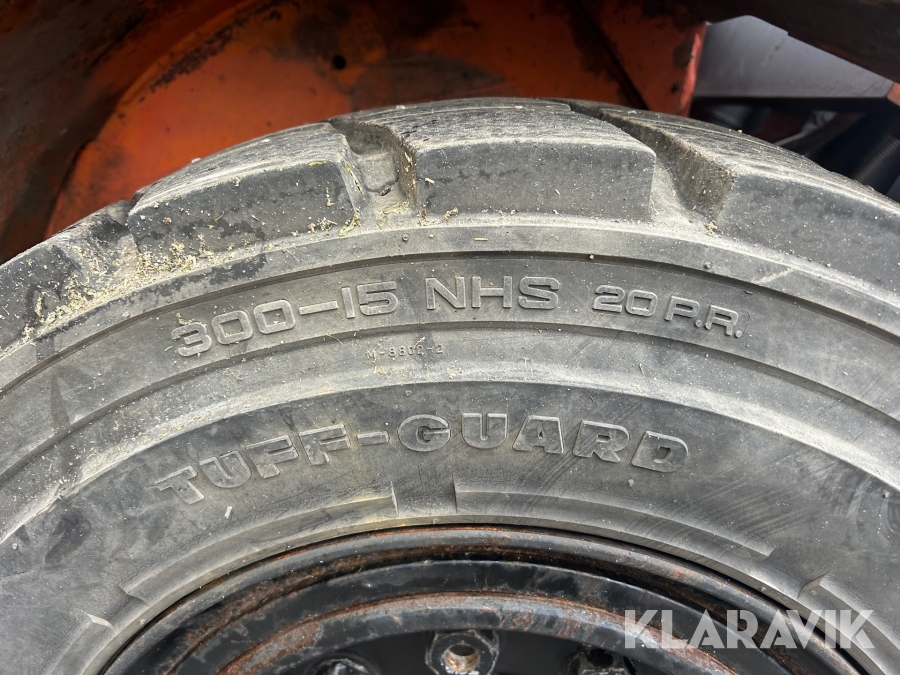 300-15 NHS 20 P.R.
TUFF-GUARD
KLARAVIK